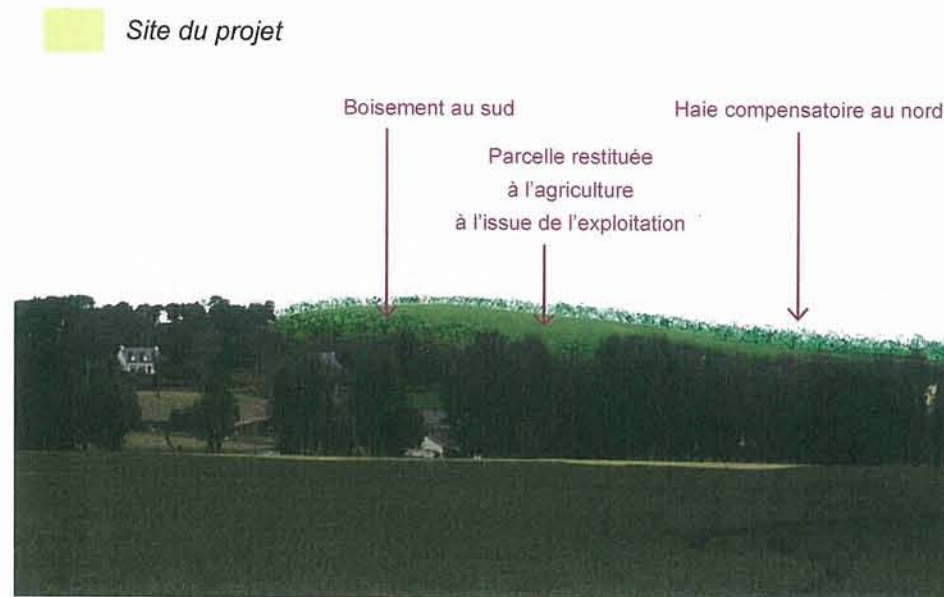 Site du projet
Boisement au sud
Haie compensatoire au nord
Parcelle restituée
à l'agriculture
à l'issue de l'exploitation